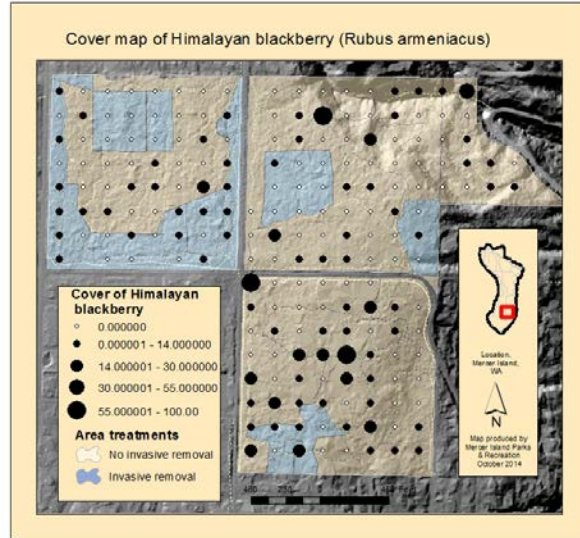 Cover map of Himalayan blackberry (Rubus armeniacus)
Cover of Himalayan
blackberry
0.000000
0.000001 - 14.000000
14.000001 - 30.000000
30.000001 - 55.000000
55.000001 - 100.00
Area treatments
No invasive removal
Invasive removal
Location,
Mercer Island,
WA
N
Map produced by
Mercer Island Parks
& Recreation
October 2014